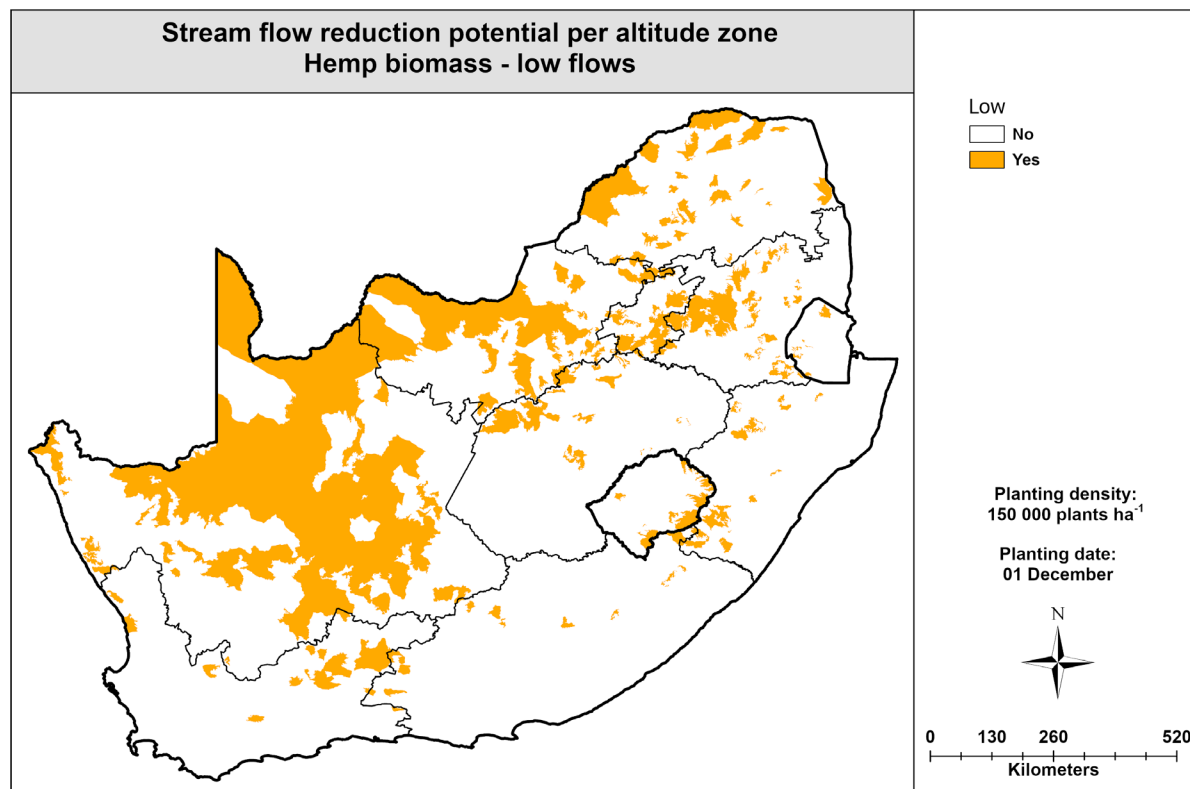 Stream flow reduction potential per altitude zone
Hemp biomass - low flows
Low
No
Yes
Planting density:
150 000 plants ha⁻¹
Planting date:
01 December
N
0 130 260 520
Kilometers